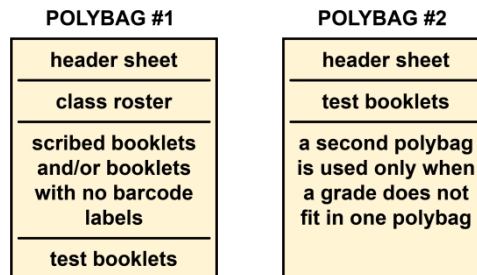 POLYBAG #1
header sheet
class roster
scribed booklets
and/or booklets
with no barcode
labels
test booklets
POLYBAG #2
header sheet
test booklets
a second polybag
is used only when
a grade does not
fit in one polybag